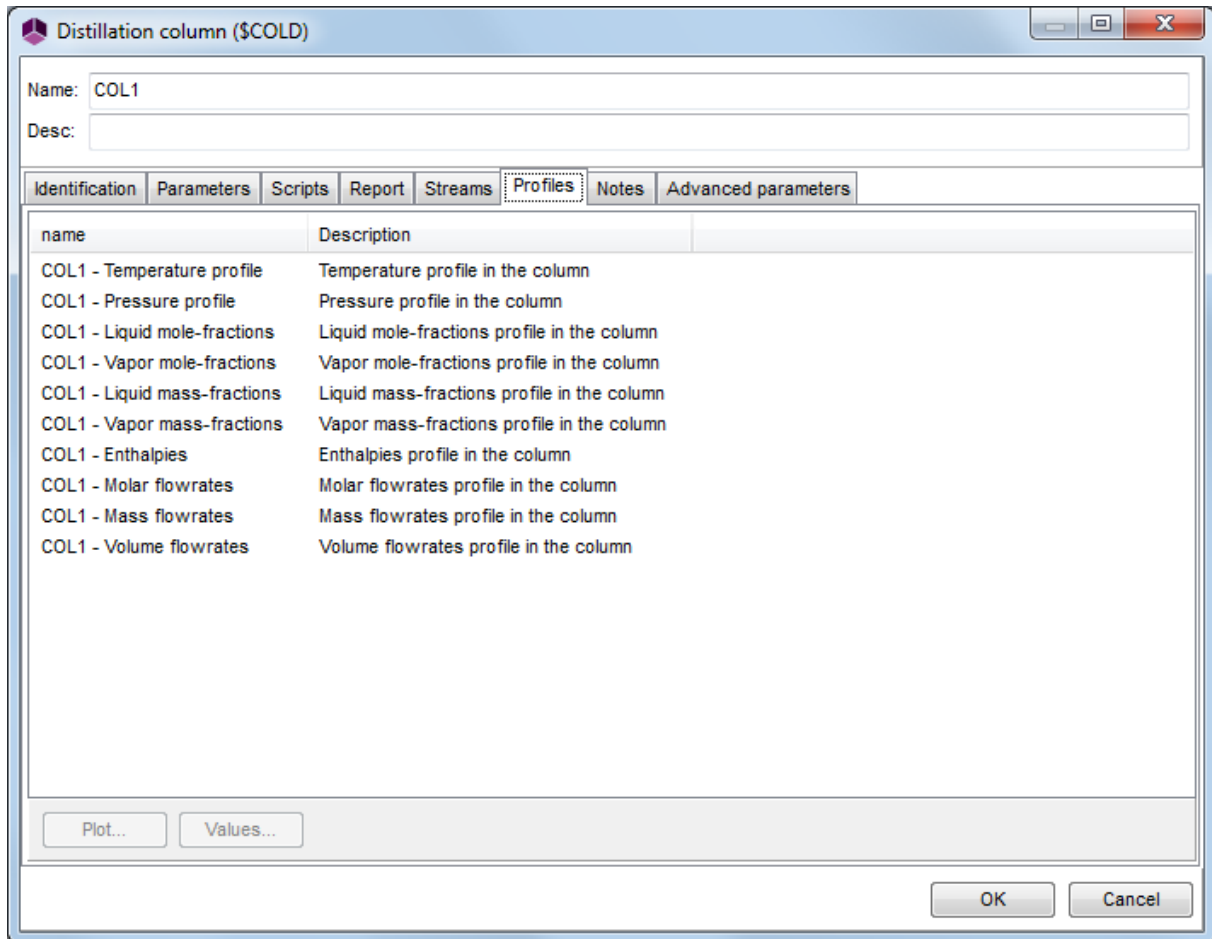 Distillation column ($COLD)
Name: COL1
Desc:
Identification Parameters Scripts Report Streams Profiles Notes Advanced parameters
name Description
COL1 - Temperature profile Temperature profile in the column
COL1 - Pressure profile Pressure profile in the column
COL1 - Liquid mole-fractions Liquid mole-fractions profile in the column
COL1 - Vapor mole-fractions Vapor mole-fractions profile in the column
COL1 - Liquid mass-fractions Liquid mass-fractions profile in the column
COL1 - Vapor mass-fractions Vapor mass-fractions profile in the column
COL1 - Enthalpies Enthalpies profile in the column
COL1 - Molar flowrates Molar flowrates profile in the column
COL1 - Mass flowrates Mass flowrates profile in the column
COL1 - Volume flowrates Volume flowrates profile in the column
Plot... Values...
OK Cancel